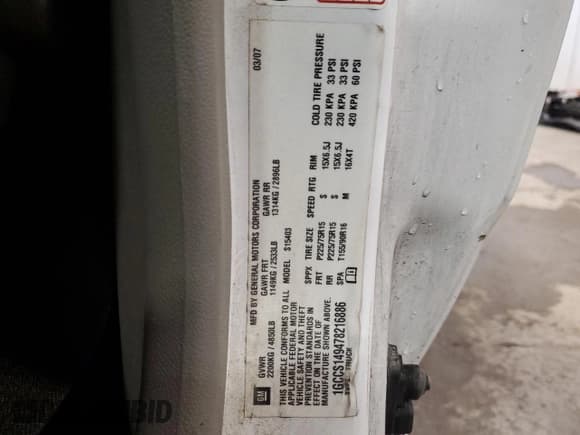 MFD BY GENERAL MOTORS CORPORATION 03/07
GVWR GAWR FRT GAWR RR
2200KG / 4850LB 1149KG / 2533LB 1314KG / 2896LB
THIS VEHICLE CONFORMS TO ALL
APPLICABLE FEDERAL MOTOR
VEHICLE SAFETY AND THEFT
PREVENTION STANDARDS IN
EFFECT ON THE DATE OF
MANUFACTURE SHOWN ABOVE.
1GCCS149478216886
TYPE: TRUCK
MODEL S15403
SPPX TIRE SIZE SPEED RTG RIM COLD TIRE PRESSURE
FRT P225/75R15 S 15X6.5J 230 KPA 33 PSI
RR P225/75R15 S 15X6.5J 230 KPA 33 PSI
SPA T155/90R16 M 16X4T 420 KPA 60 PSI
GM